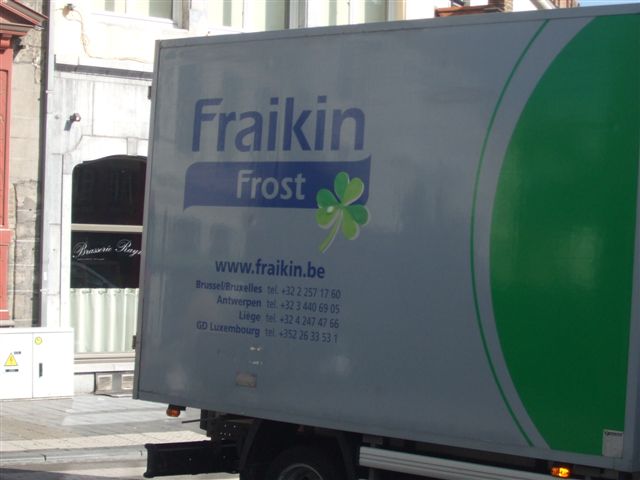 Fraikin
Frost
www.fraikin.be
Brussel/Bruxelles tel. +32 2 257 17 60
Antwerpen tel. +32 3 440 69 05
Liège tel. +32 4 247 47 66
GD Luxembourg tel. +352 26 33 53 1
Brasserie